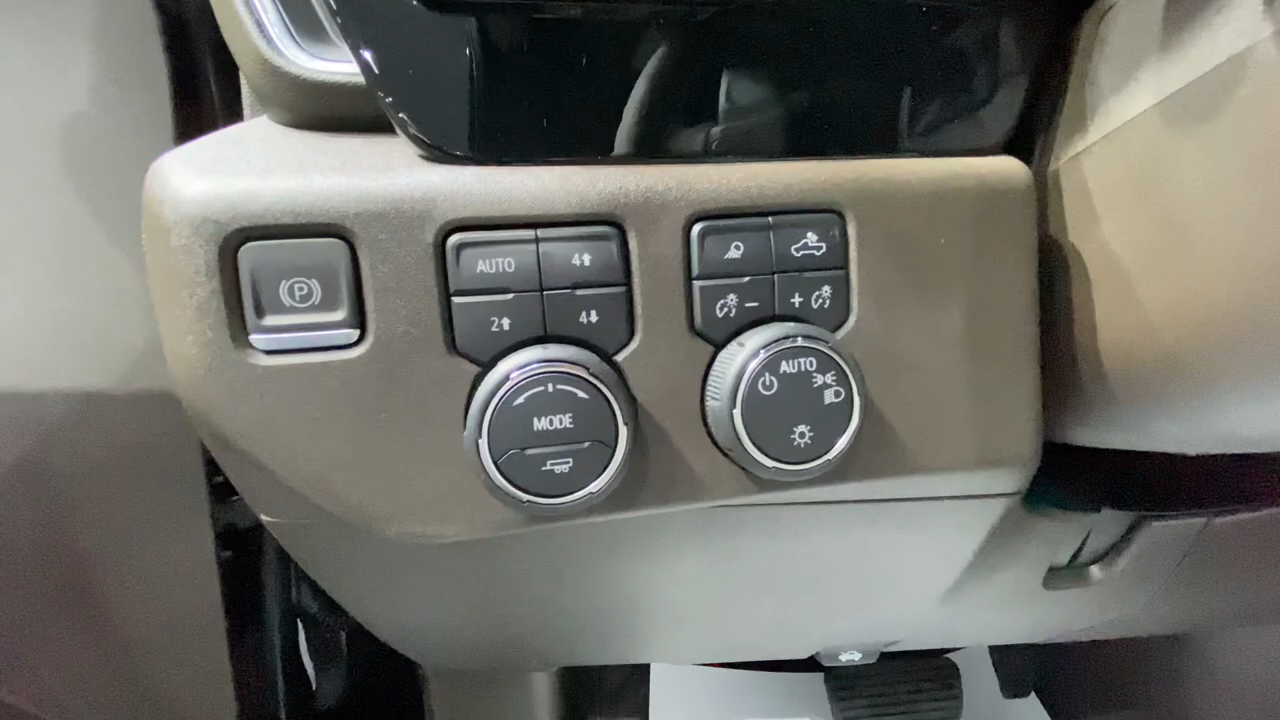 AUTO 4⬆
2⬆ 4⬇
P
MODE
− +
AUTO